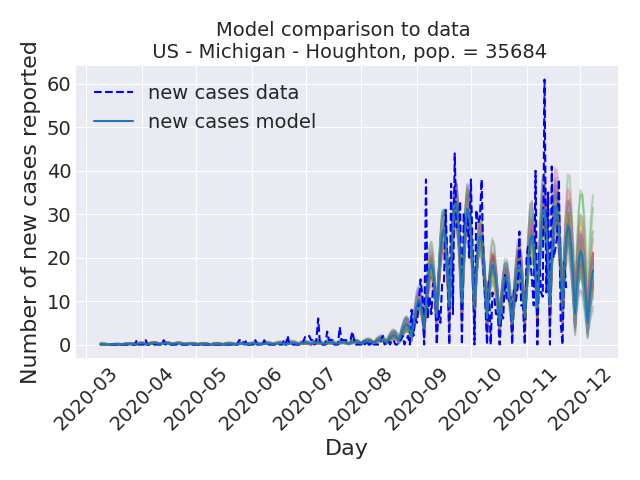 Model comparison to data
US - Michigan - Houghton, pop. = 35684
Number of new cases reported
60
50
40
30
20
10
0
new cases data
new cases model
2020-03
2020-04
2020-05
2020-06
2020-07
2020-08
2020-09
2020-10
2020-11
2020-12
Day